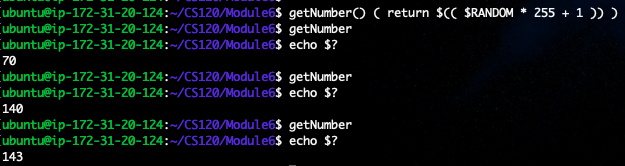 [ubuntu@ip-172-31-20-124:~/CS120/Module6$ getNumber() ( return $(( $RANDOM * 255 + 1 )) )
[ubuntu@ip-172-31-20-124:~/CS120/Module6$ getNumber
[ubuntu@ip-172-31-20-124:~/CS120/Module6$ echo $?
70
[ubuntu@ip-172-31-20-124:~/CS120/Module6$ getNumber
[ubuntu@ip-172-31-20-124:~/CS120/Module6$ echo $?
140
[ubuntu@ip-172-31-20-124:~/CS120/Module6$ getNumber
[ubuntu@ip-172-31-20-124:~/CS120/Module6$ echo $?
143